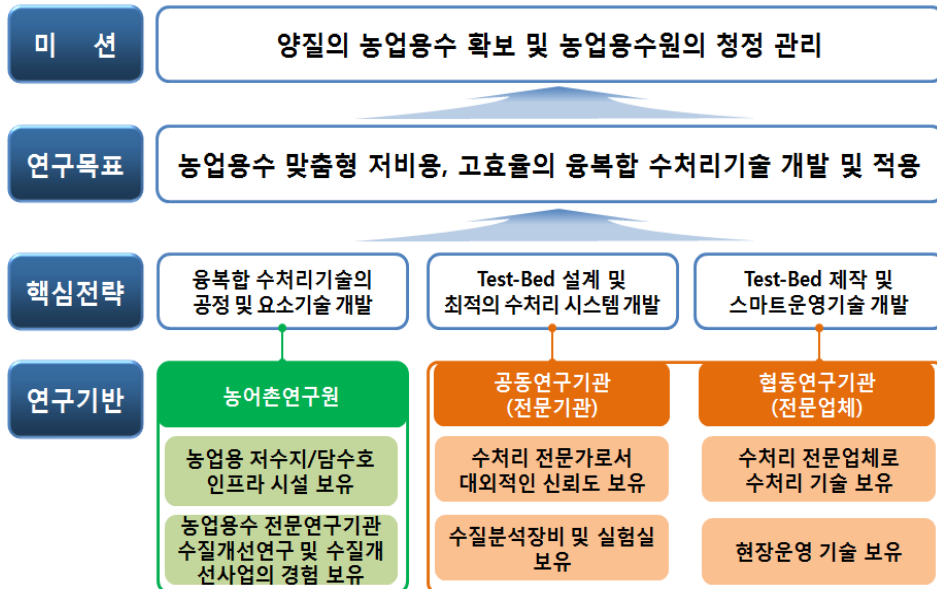 미 션
양질의 농업용수 확보 및 농업용수원의 청정 관리
연구목표
농업용수 맞춤형 저비용, 고효율의 융복합 수처리기술 개발 및 적용
핵심전략
융복합 수처리기술의
공정 및 요소기술 개발
Test-Bed 설계 및
최적의 수처리 시스템 개발
Test-Bed 제작 및
스마트운영기술 개발
연구기반
농어촌연구원
농업용 저수지/담수호
인프라 시설 보유
농업용수 전문연구기관
수질개선연구 및 수질개
선사업의 경험 보유
공동연구기관
(전문기관)
수처리 전문가로서
대외적인 신뢰도 보유
수질분석장비 및 실험실
보유
협동연구기관
(전문업체)
수처리 전문업체로
수처리 기술 보유
현장운영 기술 보유